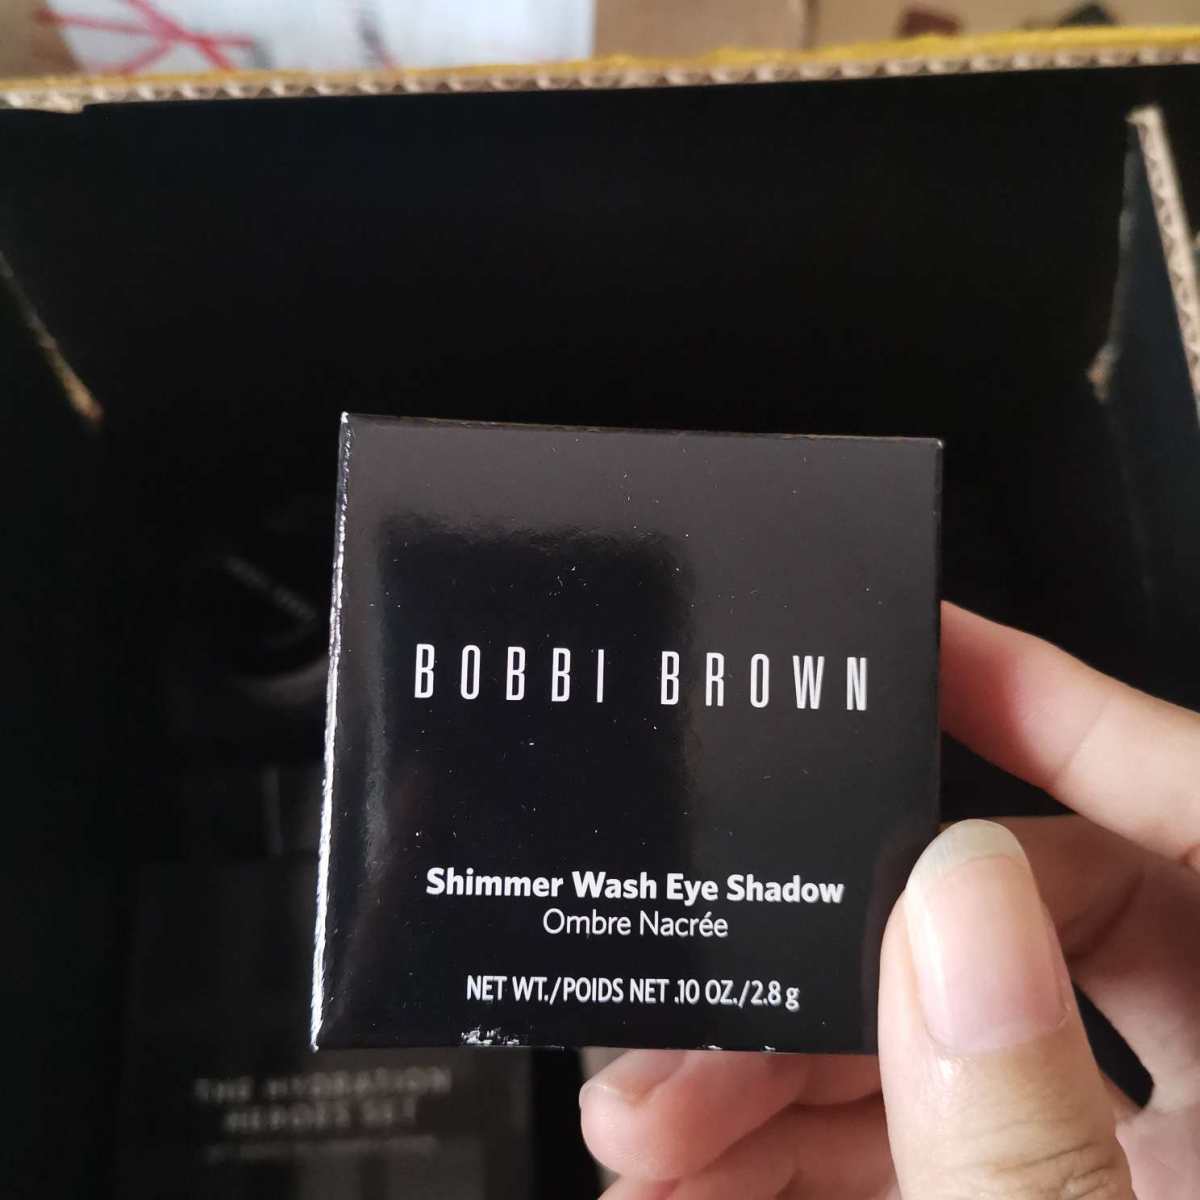 BOBBI BROWN
Shimmer Wash Eye Shadow
Ombre Nacrée
NET WT./POIDS NET .10 OZ./2.8 g
THE HYDRATION
HEROES SET